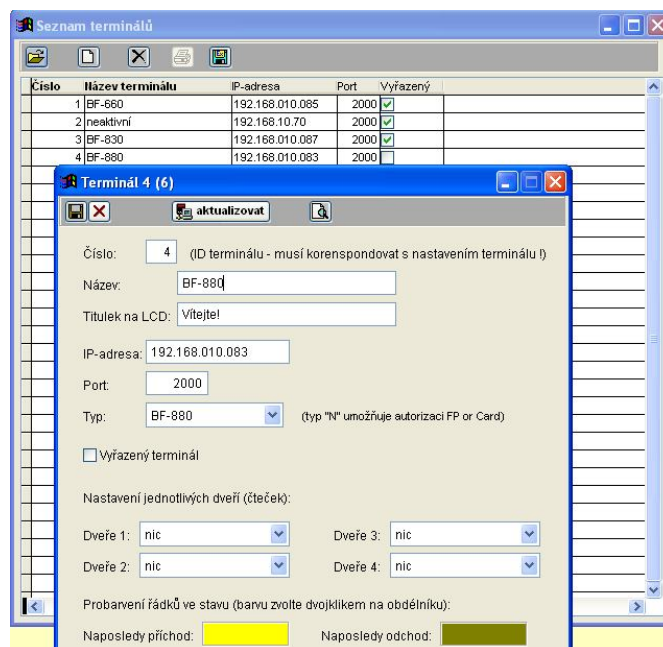 Seznam terminálů
Číslo Název terminálu IP-adresa Port Vyřazený
1 BF-660 192.168.010.085 2000
2 neaktivní 192.168.10.70 2000
3 BF-830 192.168.010.087 2000
4 BF-880 192.168.010.083 2000
Terminál 4 (6)
aktualizovat
Číslo: 4 (ID terminálu - musí korenspondovat s nastavením terminálu !)
Název: BF-880
Titulek na LCD: Vítejte!
IP-adresa: 192.168.010.083
Port: 2000
Typ: BF-880 (typ "N" umožňuje autorizaci FP or Card)
Vyřazený terminál
Nastavení jednotlivých dveří (čteček):
Dveře 1: nic Dveře 3: nic
Dveře 2: nic Dveře 4: nic
Probarvení řádků ve stavu (barvu zvolte dvojklikem na obdélníku):
Naposledy příchod: Naposledy odchod: